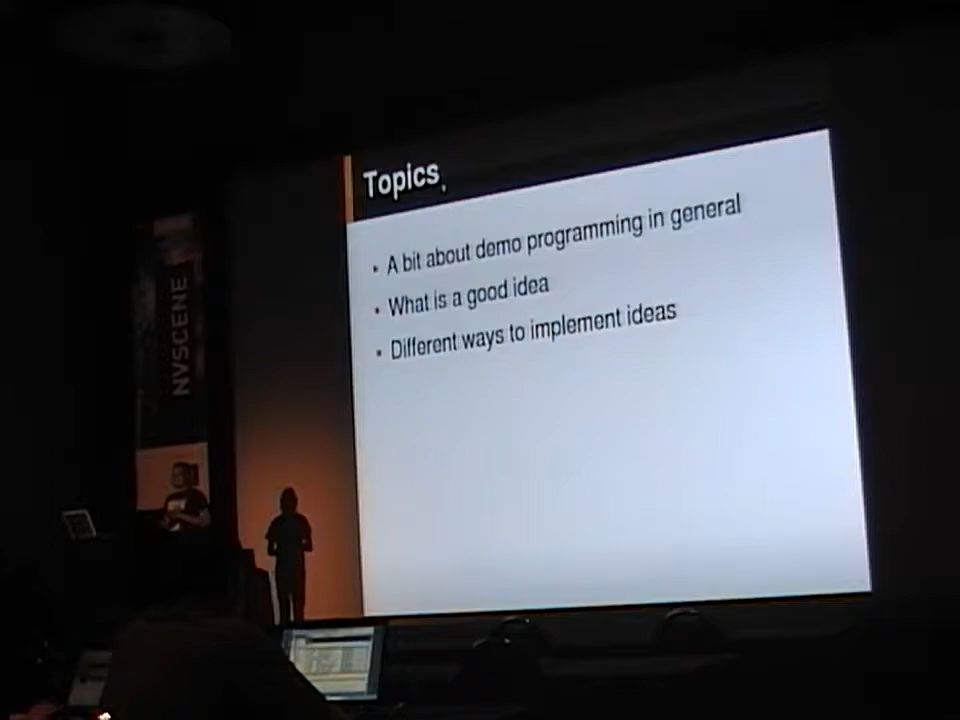 Topics
• A bit about demo programming in general
• What is a good idea
• Different ways to implement ideas
NVSCENE